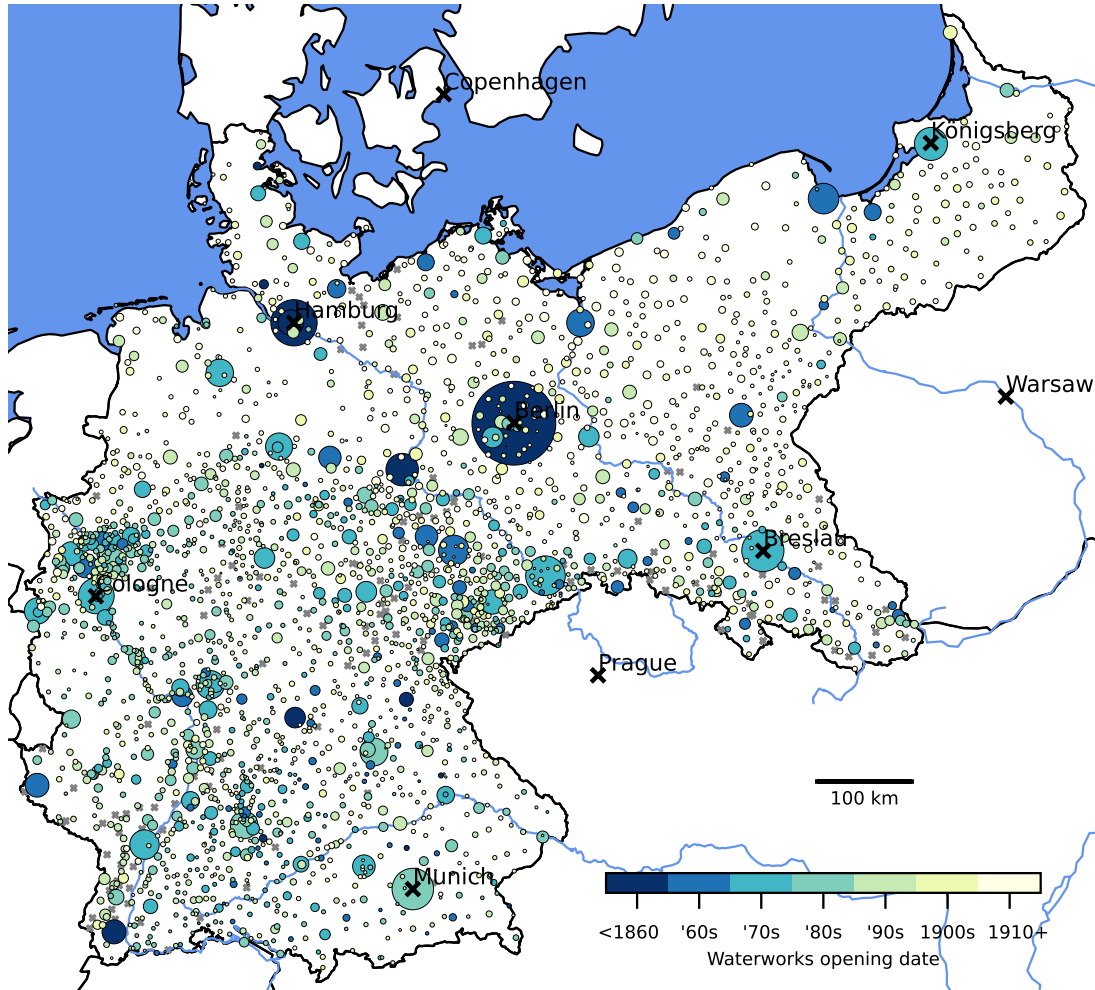 Copenhagen
Königsberg
Hamburg
Warsaw
Berlin
Breslau
Cologne
Prague
100 km
Munich
<1860 '60s '70s '80s '90s 1900s 1910+
Waterworks opening date